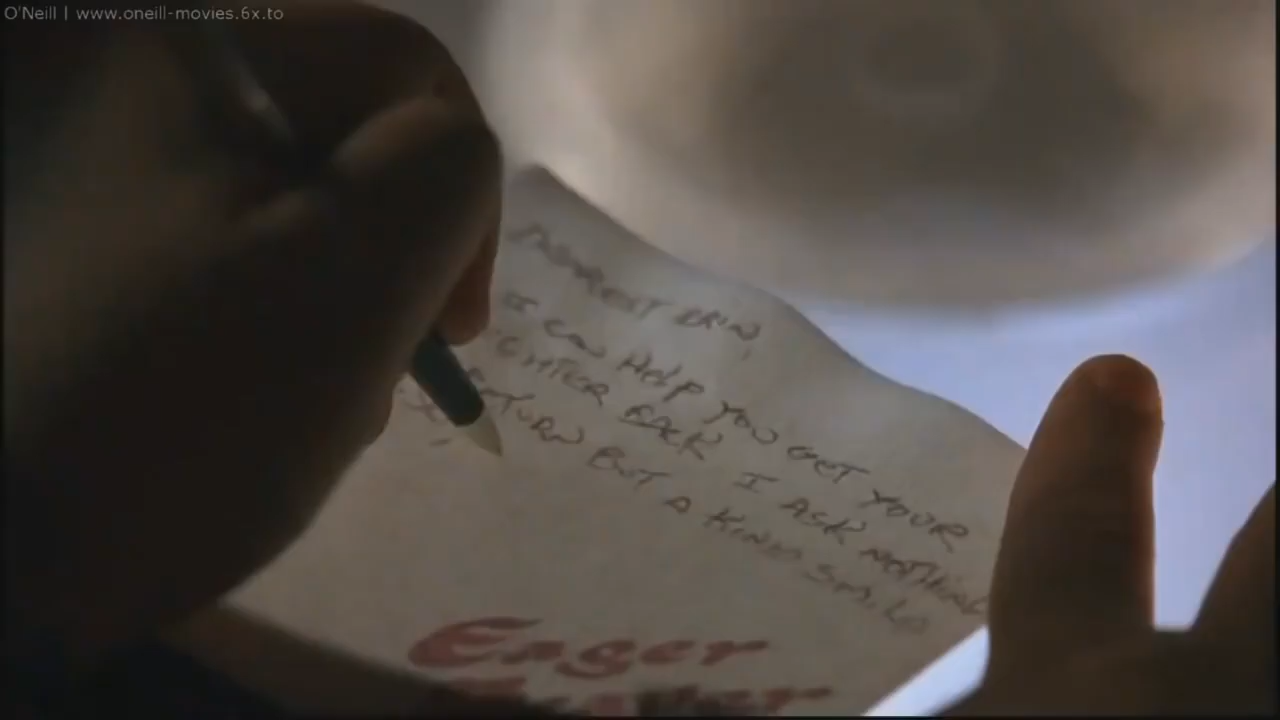 O'Neill | www.oneill-movies.6x.to
DEAREST ERIN,
I CAN HELP YOU GET YOUR
BACK I ASK NOTHING
RETURN BUT A KIND SMILE
Eager